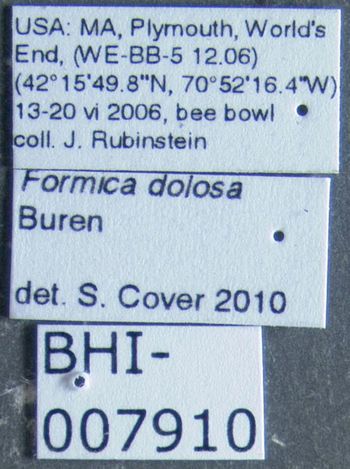 USA: MA, Plymouth, World's
End, (WE-BB-5 12.06)
(42°15'49.8"N, 70°52'16.4"W)
13-20 vi 2006, bee bowl
coll. J. Rubinstein
Formica dolosa
Buren
det. S. Cover 2010
BHI-
007910